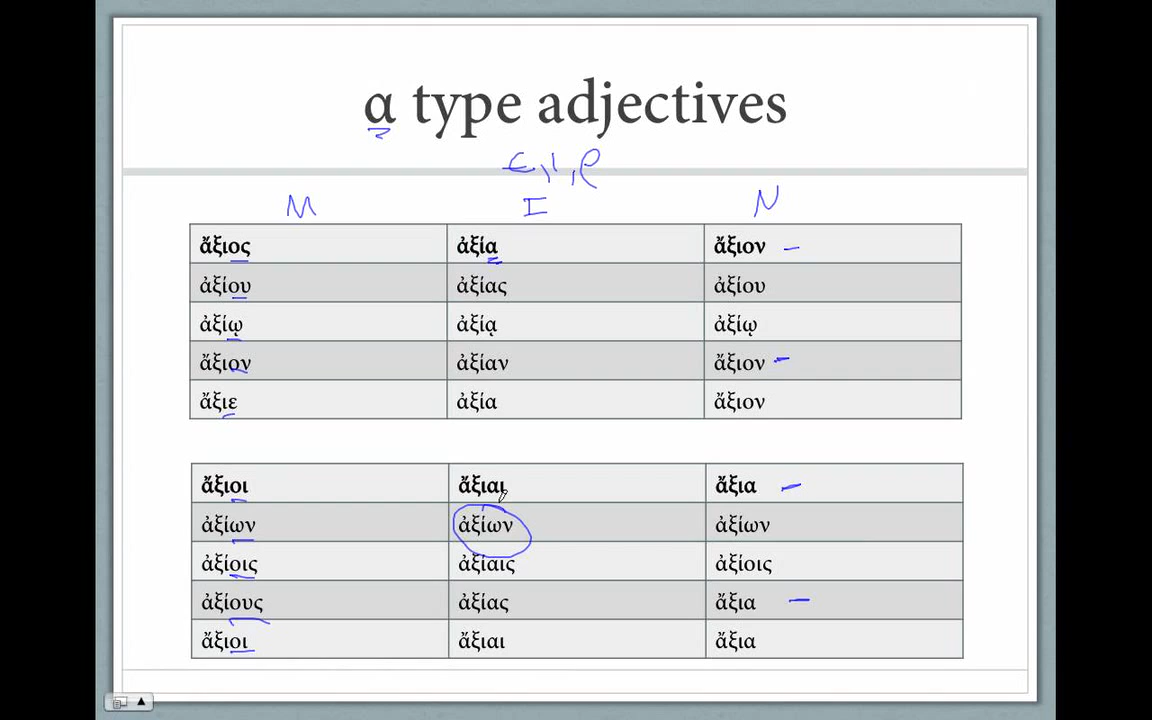 α type adjectives
ε, ι, ρ
M I N
ἄξιος ἀξία ἄξιον
ἀξίου ἀξίας ἀξίου
ἀξίῳ ἀξίᾳ ἀξίῳ
ἄξιον ἀξίαν ἄξιον
ἄξιε ἀξία ἄξιον
ἄξιοι ἄξιαι ἄξια
ἀξίων ἀξίων ἀξίων
ἀξίοις ἀξίαις ἀξίοις
ἀξίους ἀξίας ἄξια
ἄξιοι ἄξιαι ἄξια